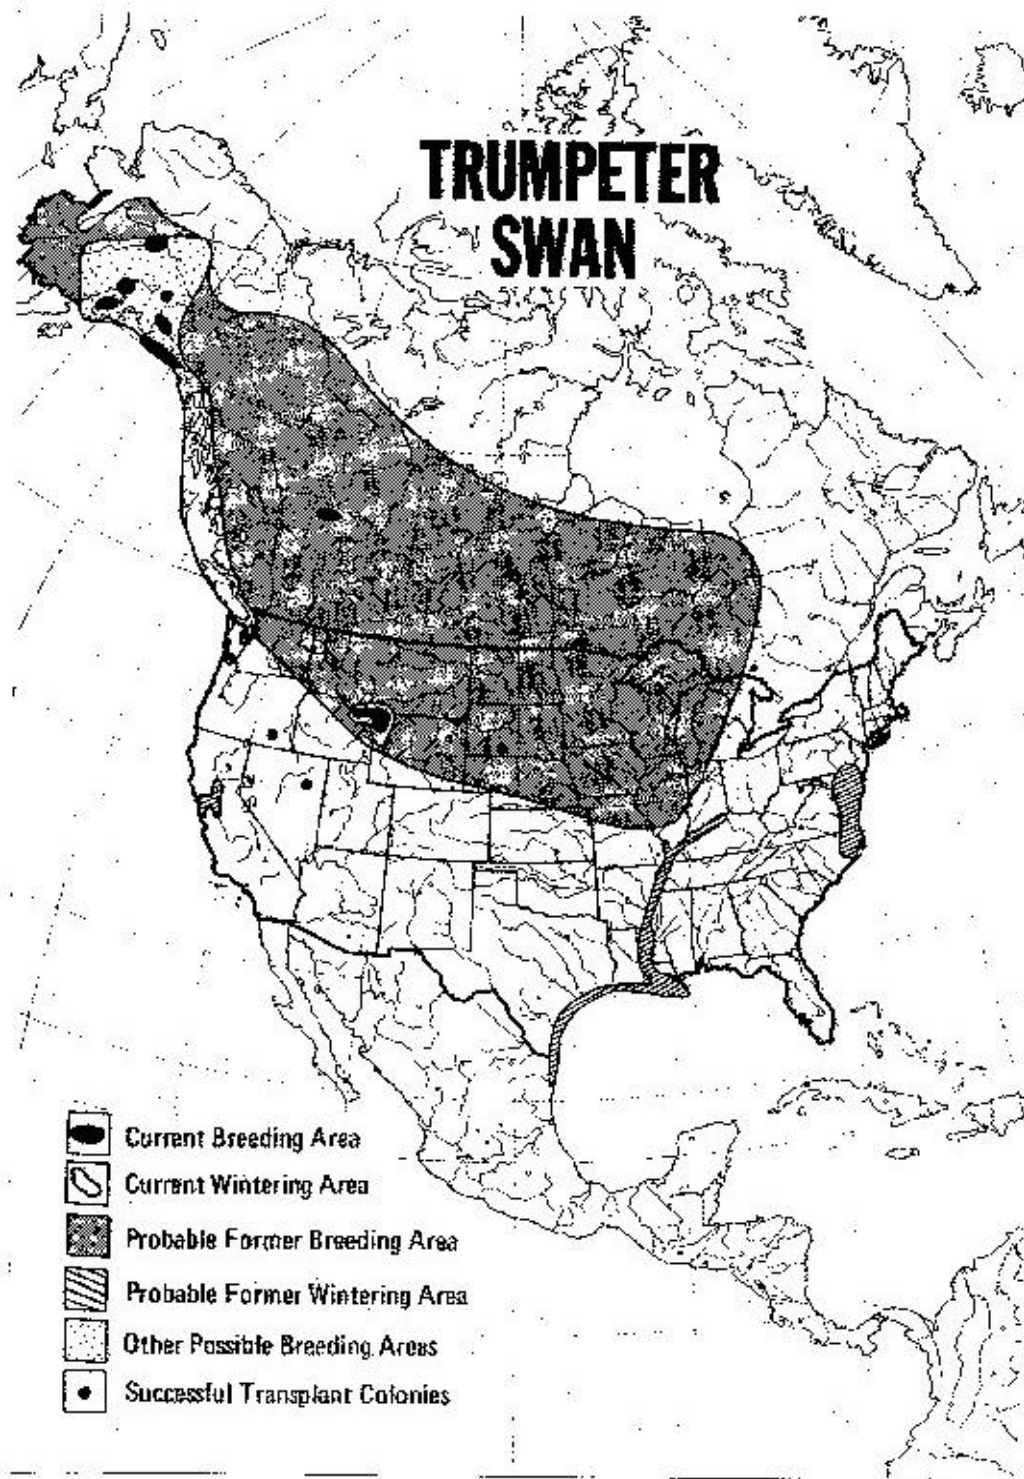 TRUMPETER
SWAN
Current Breeding Area
Current Wintering Area
Probable Former Breeding Area
Probable Former Wintering Area
Other Possible Breeding Areas
Successful Transplant Colonies